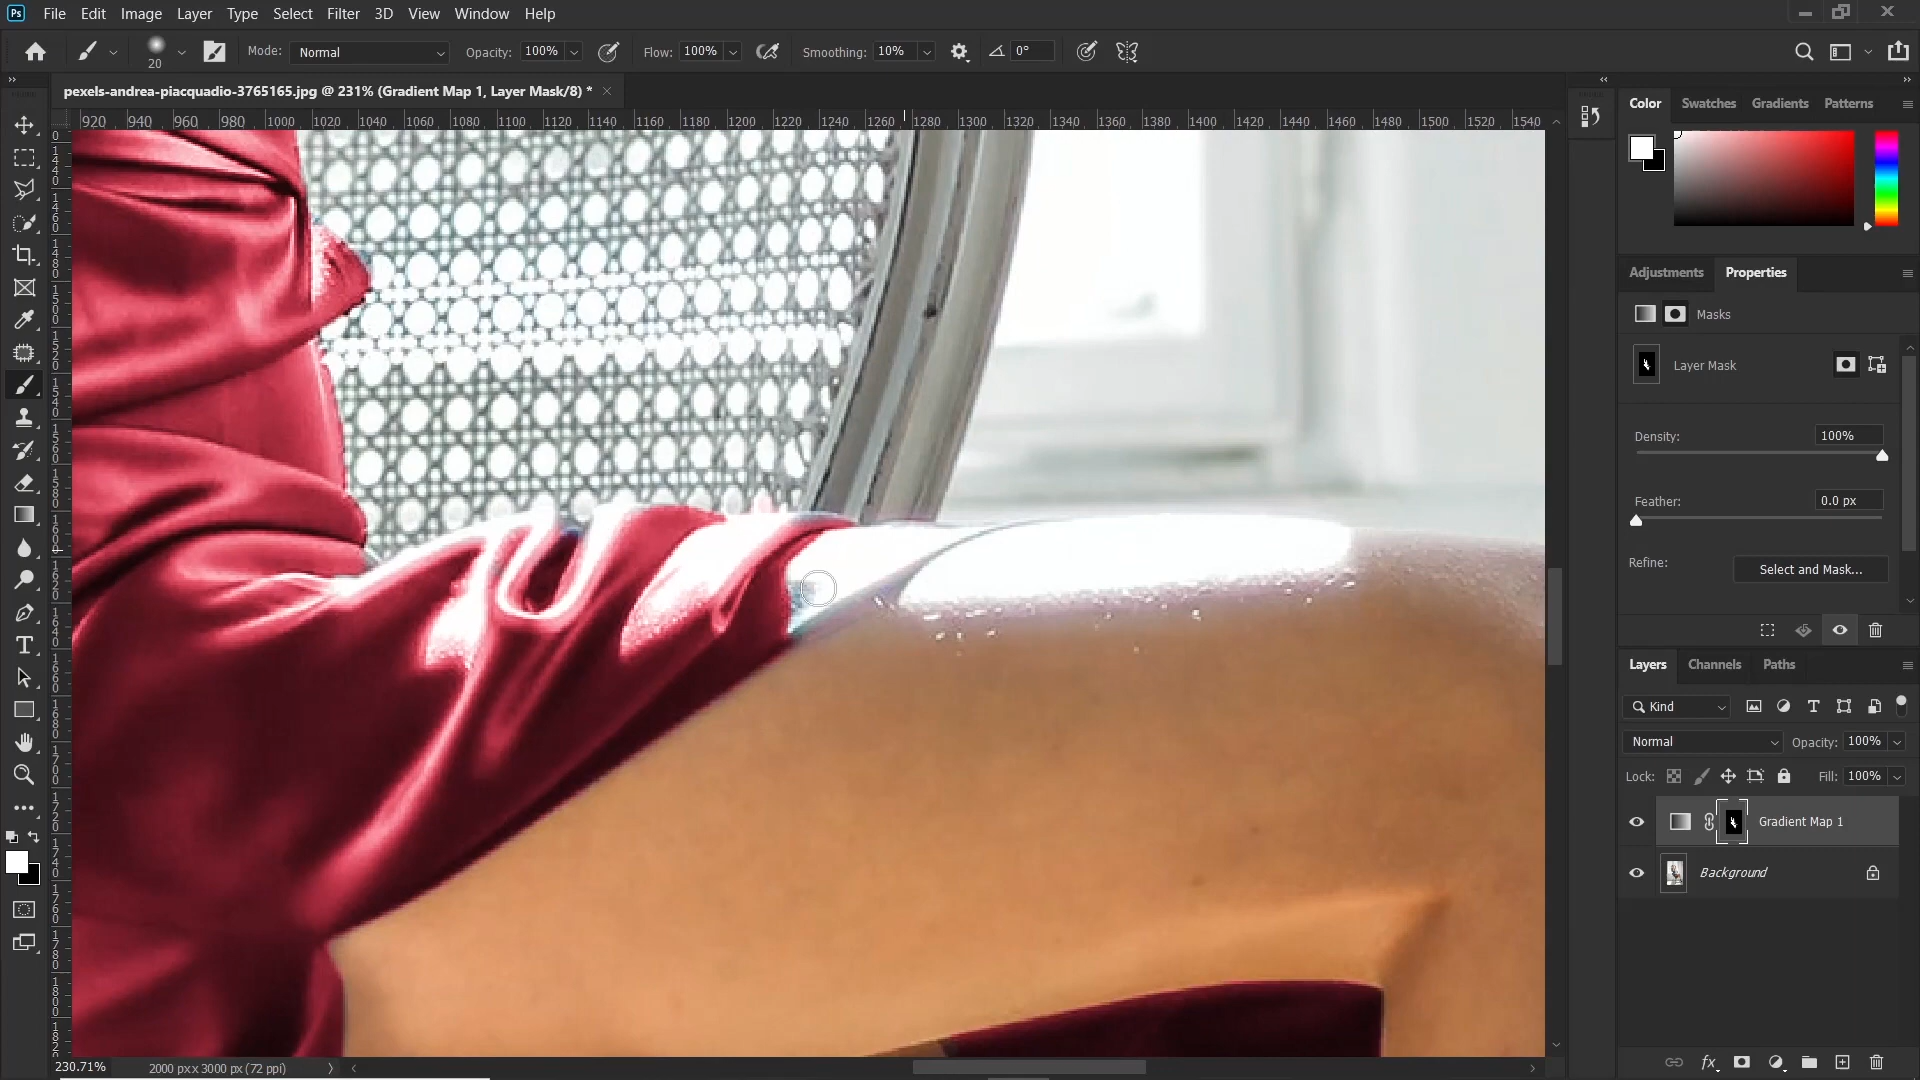 Ps File Edit Image Layer Type Select Filter 3D View Window Help
20 Mode: Normal Opacity: 100% Flow: 100% Smoothing: 10% 0°
pexels-andrea-piacquadio-3765165.jpg @ 231% (Gradient Map 1, Layer Mask/8) *
920 940 960 980 1000 1020 1040 1060 1080 1100 1120 1140 1160 1180 1200 1220 1240 1260 1280 1300 1320 1340 1360 1380 1400 1420 1440 1460 1480 1500 1520 1540
Color Swatches Gradients Patterns
Adjustments Properties
Masks
Layer Mask
Density: 100%
Feather: 0.0 px
Refine: Select and Mask...
Layers Channels Paths
Kind
Normal Opacity: 100%
Lock: Fill: 100%
Gradient Map 1
Background
fx
230.71% 2000 px x 3000 px (72 ppi)